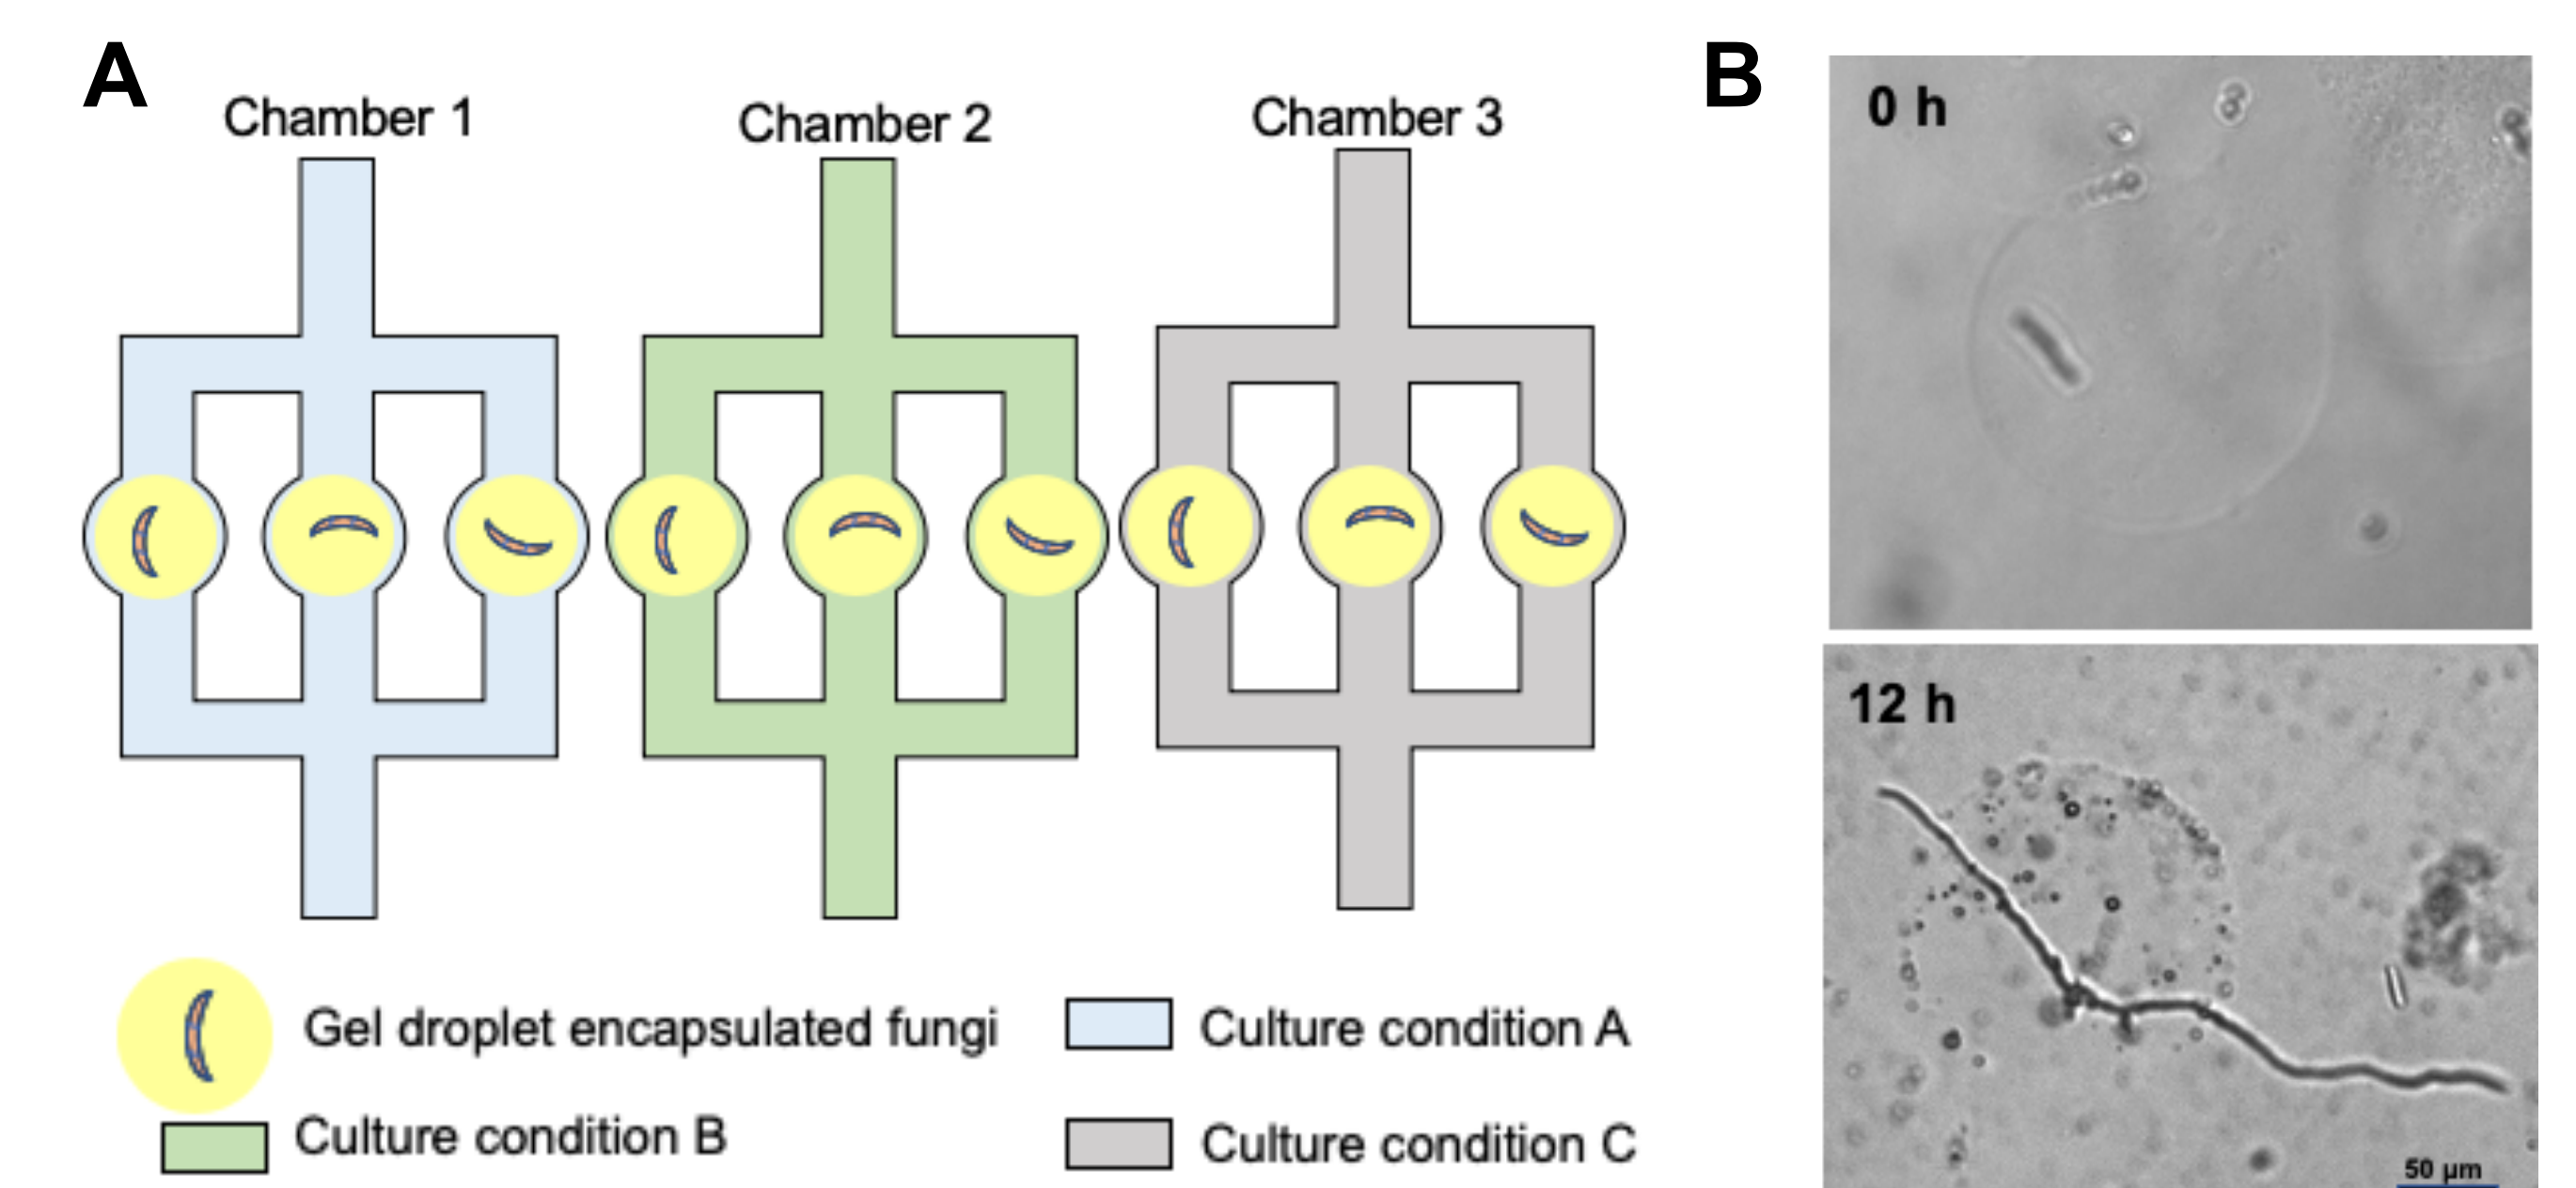 A
Chamber 1
Chamber 2
Chamber 3
Gel droplet encapsulated fungi
Culture condition A
Culture condition B
Culture condition C
B
0 h
12 h
50 µm